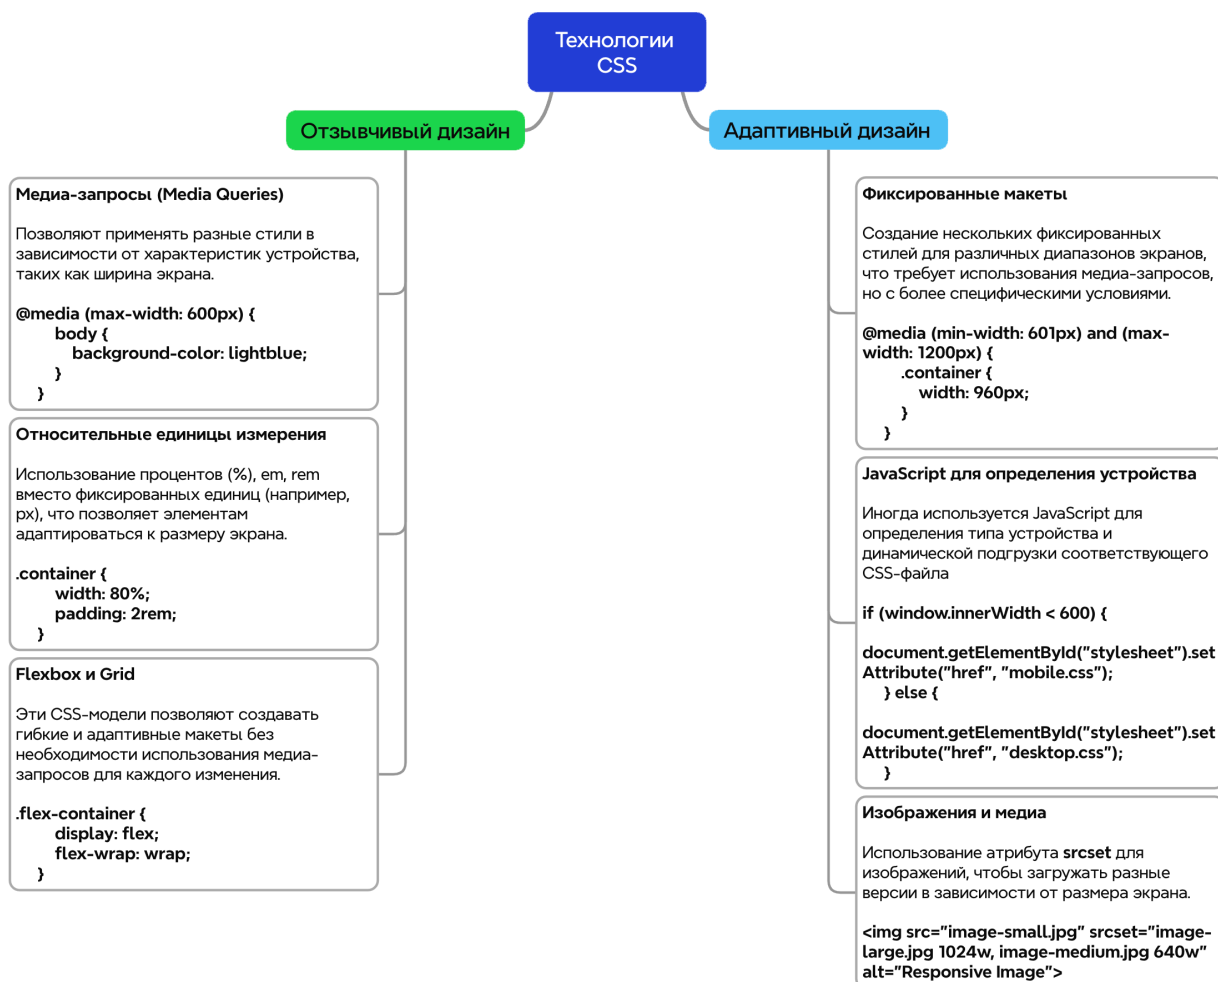 Технологии
CSS
Отзывчивый дизайн
Медиа-запросы (Media Queries)
Позволяют применять разные стили в
зависимости от характеристик устройства,
таких как ширина экрана.
@media (max-width: 600px) {
body {
background-color: lightblue;
}
}
Относительные единицы измерения
Использование процентов (%), em, rem
вместо фиксированных единиц (например,
px), что позволяет элементам
адаптироваться к размеру экрана.
.container {
width: 80%;
padding: 2rem;
}
Flexbox и Grid
Эти CSS-модели позволяют создавать
гибкие и адаптивные макеты без
необходимости использования медиа-
запросов для каждого изменения.
.flex-container {
display: flex;
flex-wrap: wrap;
}
Адаптивный дизайн
Фиксированные макеты
Создание нескольких фиксированных
стилей для различных диапазонов экранов,
что требует использования медиа-запросов,
но с более специфическими условиями.
@media (min-width: 601px) and (max-
width: 1200px) {
.container {
width: 960px;
}
}
JavaScript для определения устройства
Иногда используется JavaScript для
определения типа устройства и
динамической подгрузки соответствующего
CSS-файла
if (window.innerWidth < 600) {
document.getElementById("stylesheet").set
Attribute("href", "mobile.css");
} else {
document.getElementById("stylesheet").set
Attribute("href", "desktop.css");
}
Изображения и медиа
Использование атрибута srcset для
изображений, чтобы загружать разные
версии в зависимости от размера экрана.
<img src="image-small.jpg" srcset="image-
large.jpg 1024w, image-medium.jpg 640w"
alt="Responsive Image">